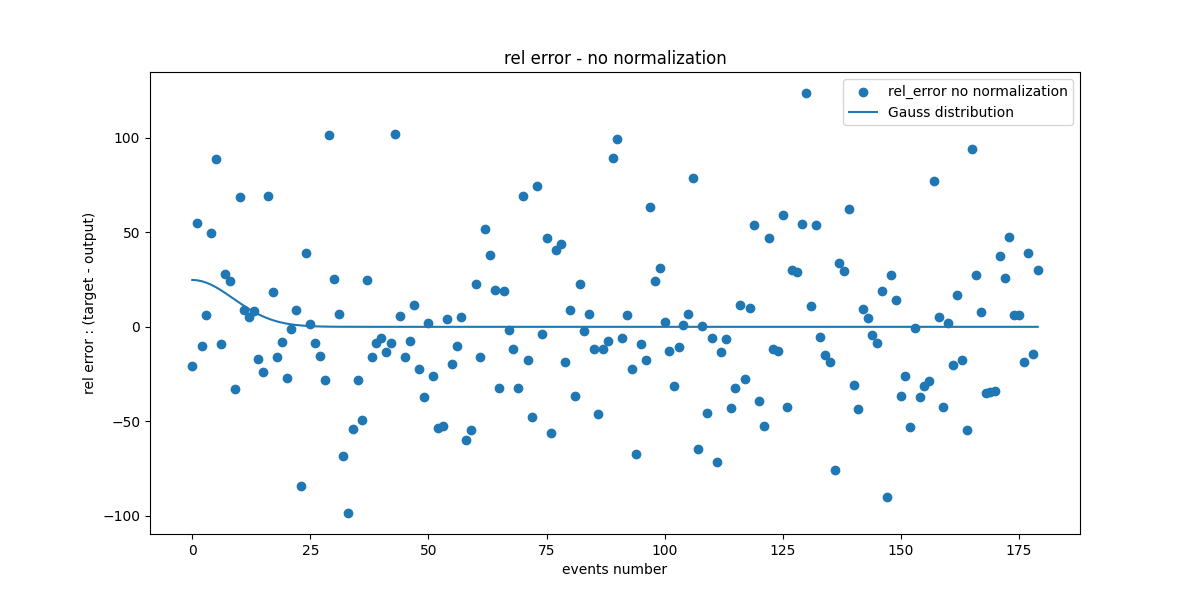 rel error - no normalization
rel_error no normalization
Gauss distribution
100
50
0
−50
−100
rel error : (target - output)
0 25 50 75 100 125 150 175
events number